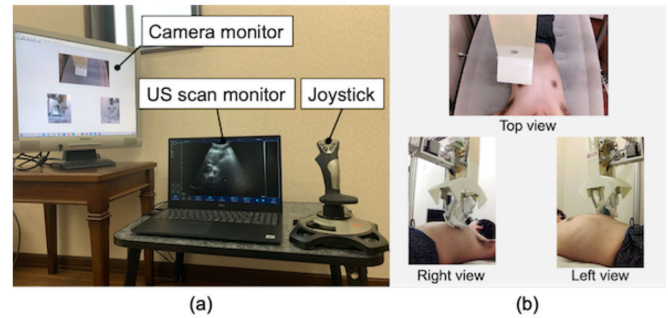 Camera monitor
US scan monitor
Joystick
Top view
Right view
Left view
(a)
(b)